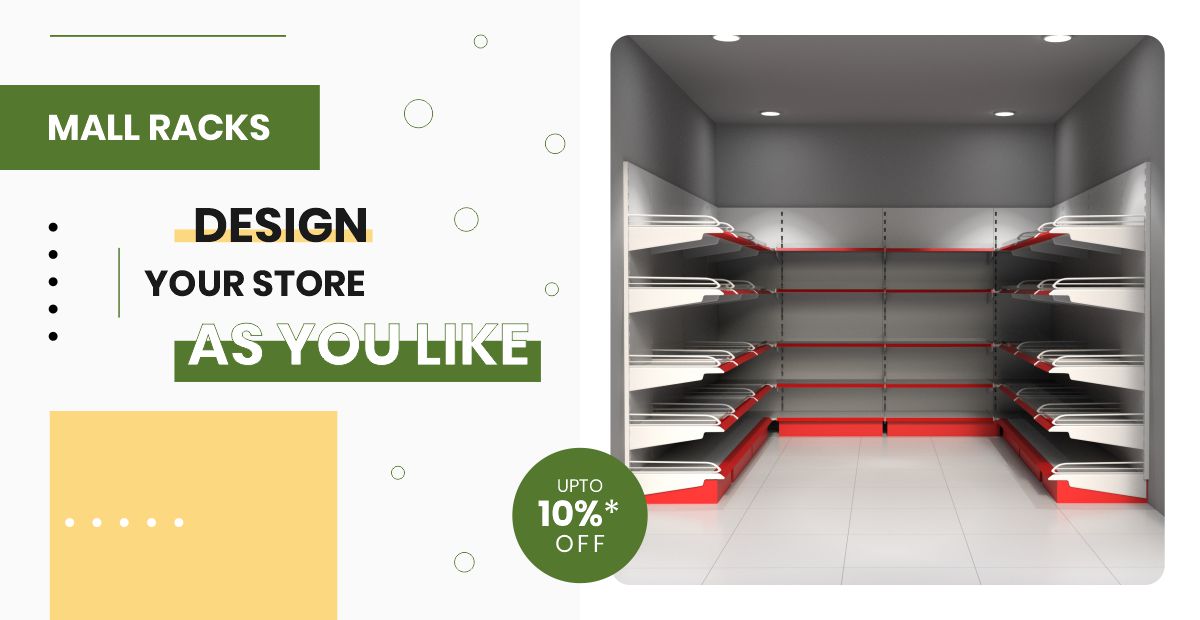 MALL RACKS
DESIGN
YOUR STORE
AS YOU LIKE
UPTO
10%*
OFF